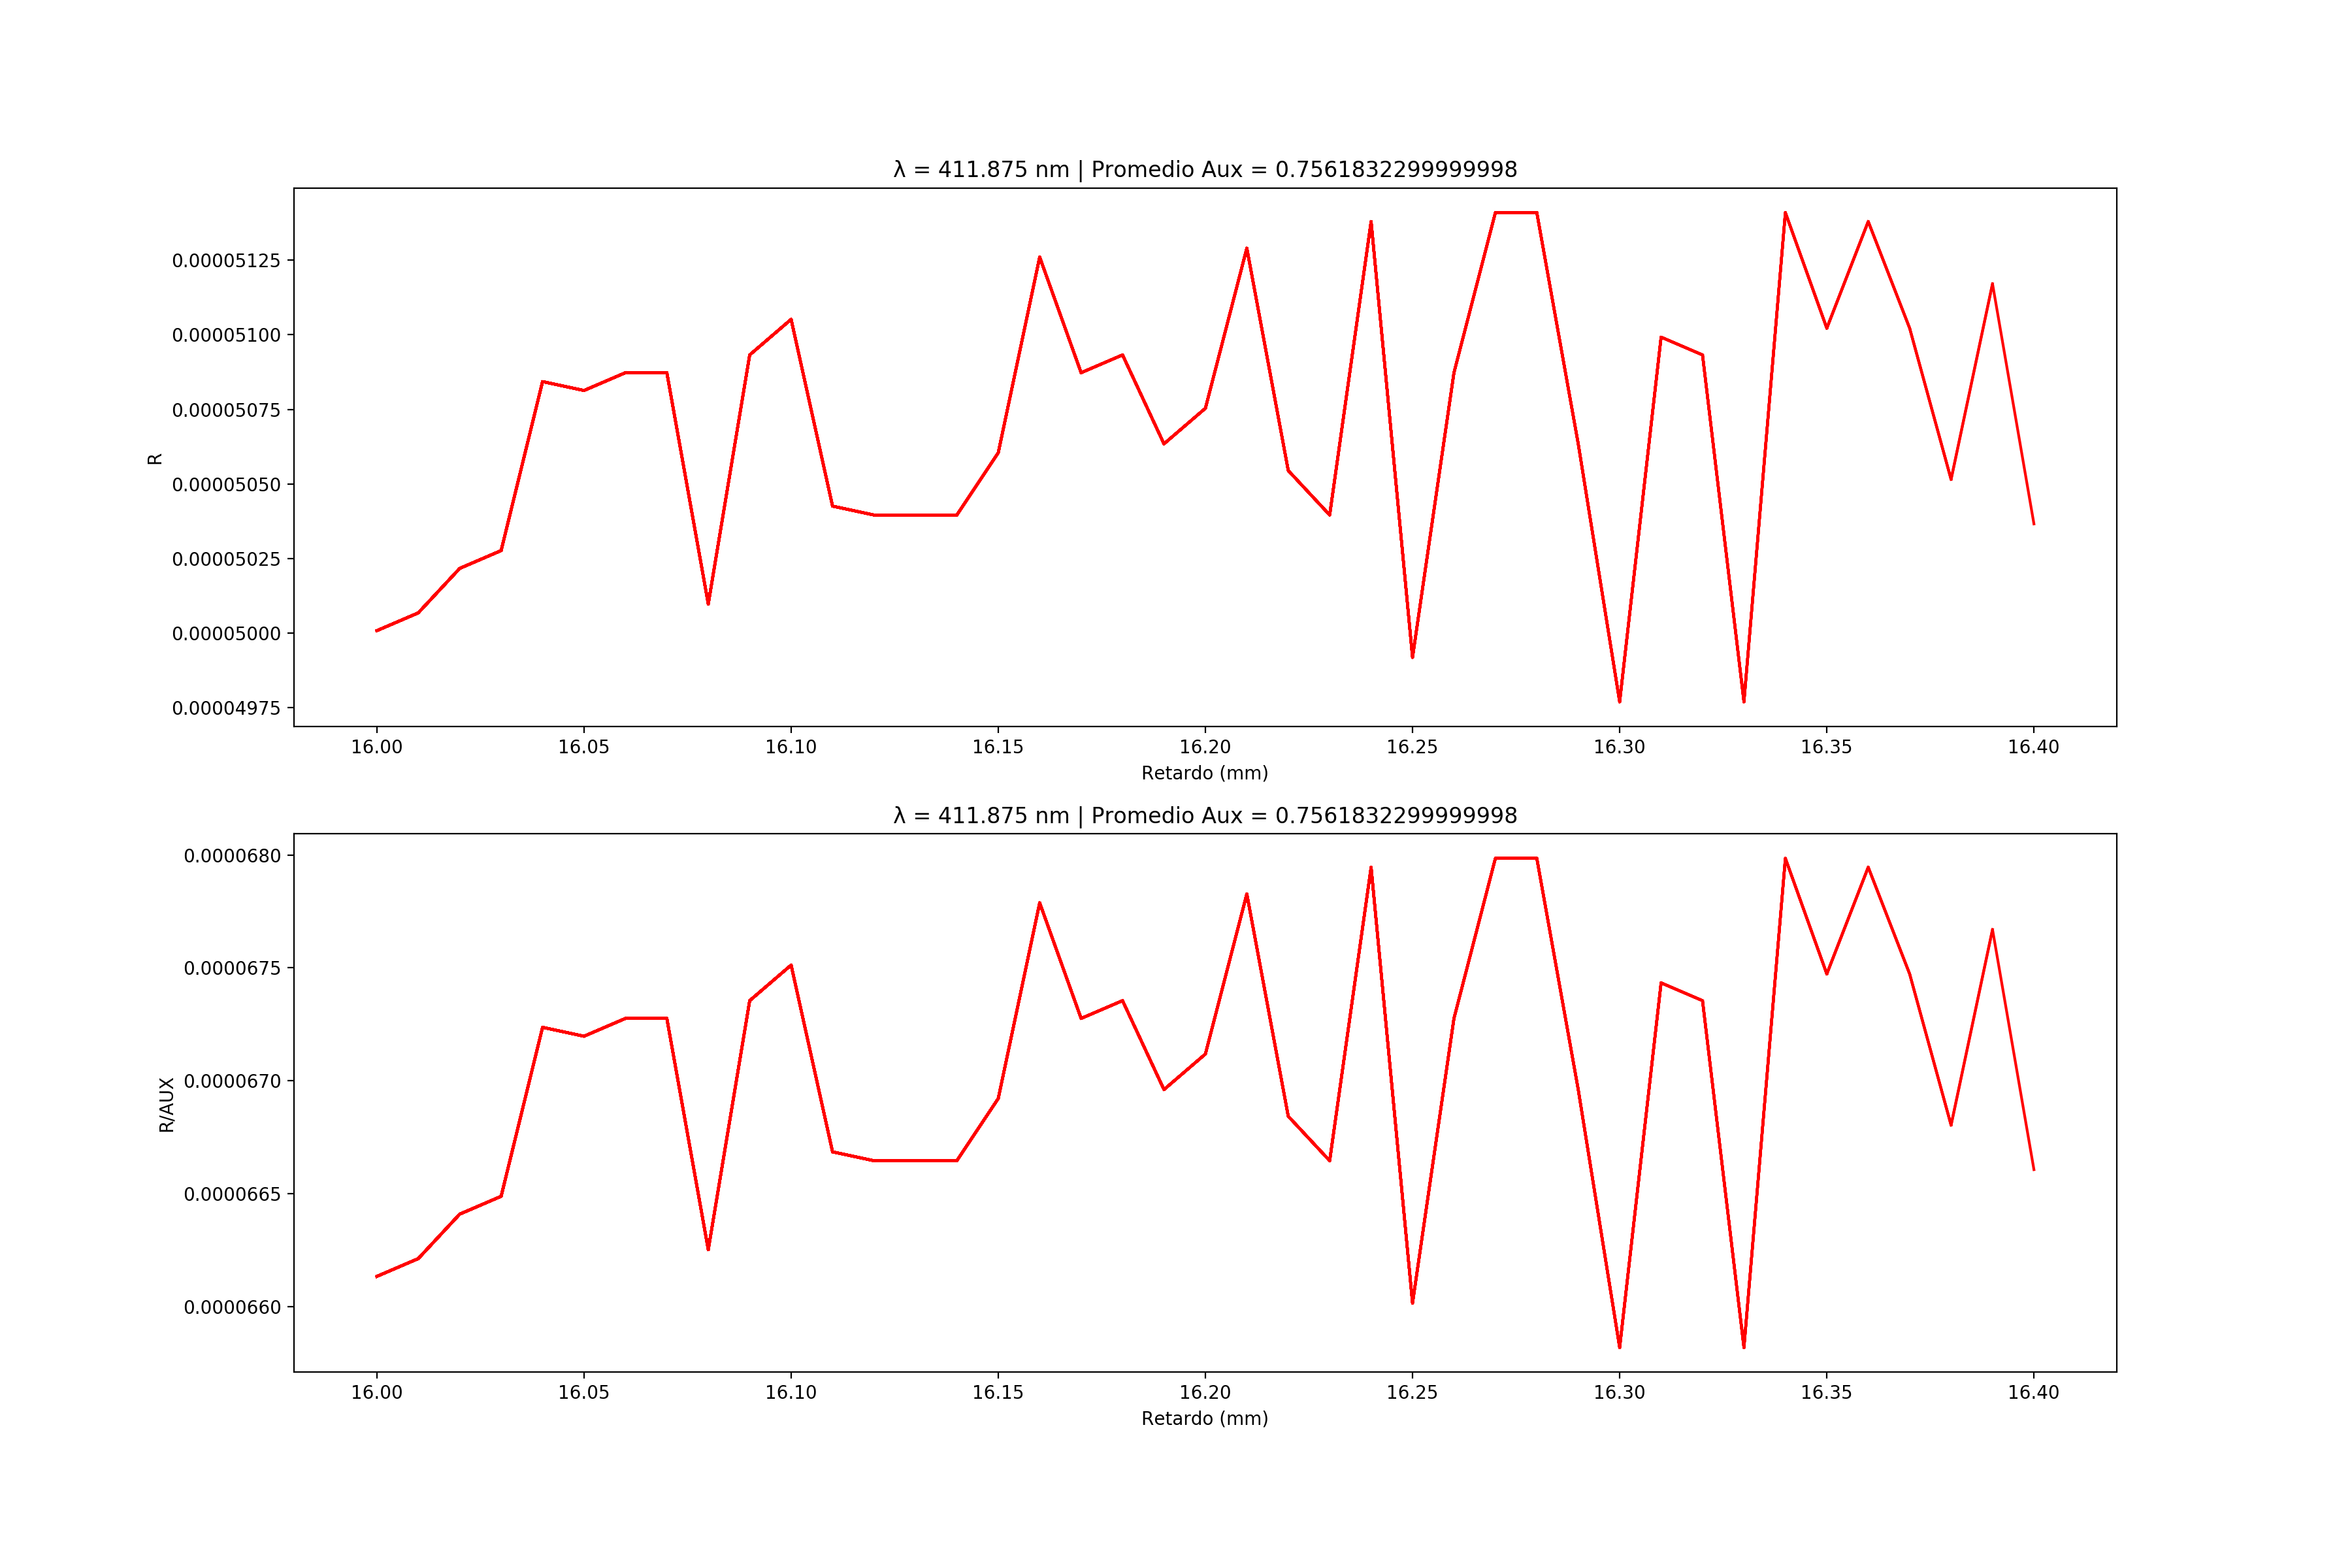 λ = 411.875 nm | Promedio Aux = 0.7561832299999998
0.00005125
0.00005100
0.00005075
0.00005050
0.00005025
0.00005000
0.00004975
R
16.00 16.05 16.10 16.15 16.20 16.25 16.30 16.35 16.40
Retardo (mm)
λ = 411.875 nm | Promedio Aux = 0.7561832299999998
0.0000680
0.0000675
0.0000670
0.0000665
0.0000660
R/AUX
16.00 16.05 16.10 16.15 16.20 16.25 16.30 16.35 16.40
Retardo (mm)